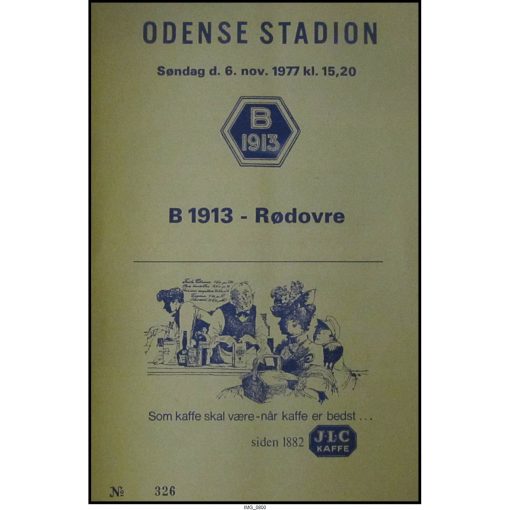 ODENSE STADION
Søndag d. 6. nov. 1977 kl. 15,20
B
1913
B 1913 - Rødovre
Som kaffe skal være - når kaffe er bedst...
siden 1882
J·L·C
KAFFE
№ 326
IMG_0002